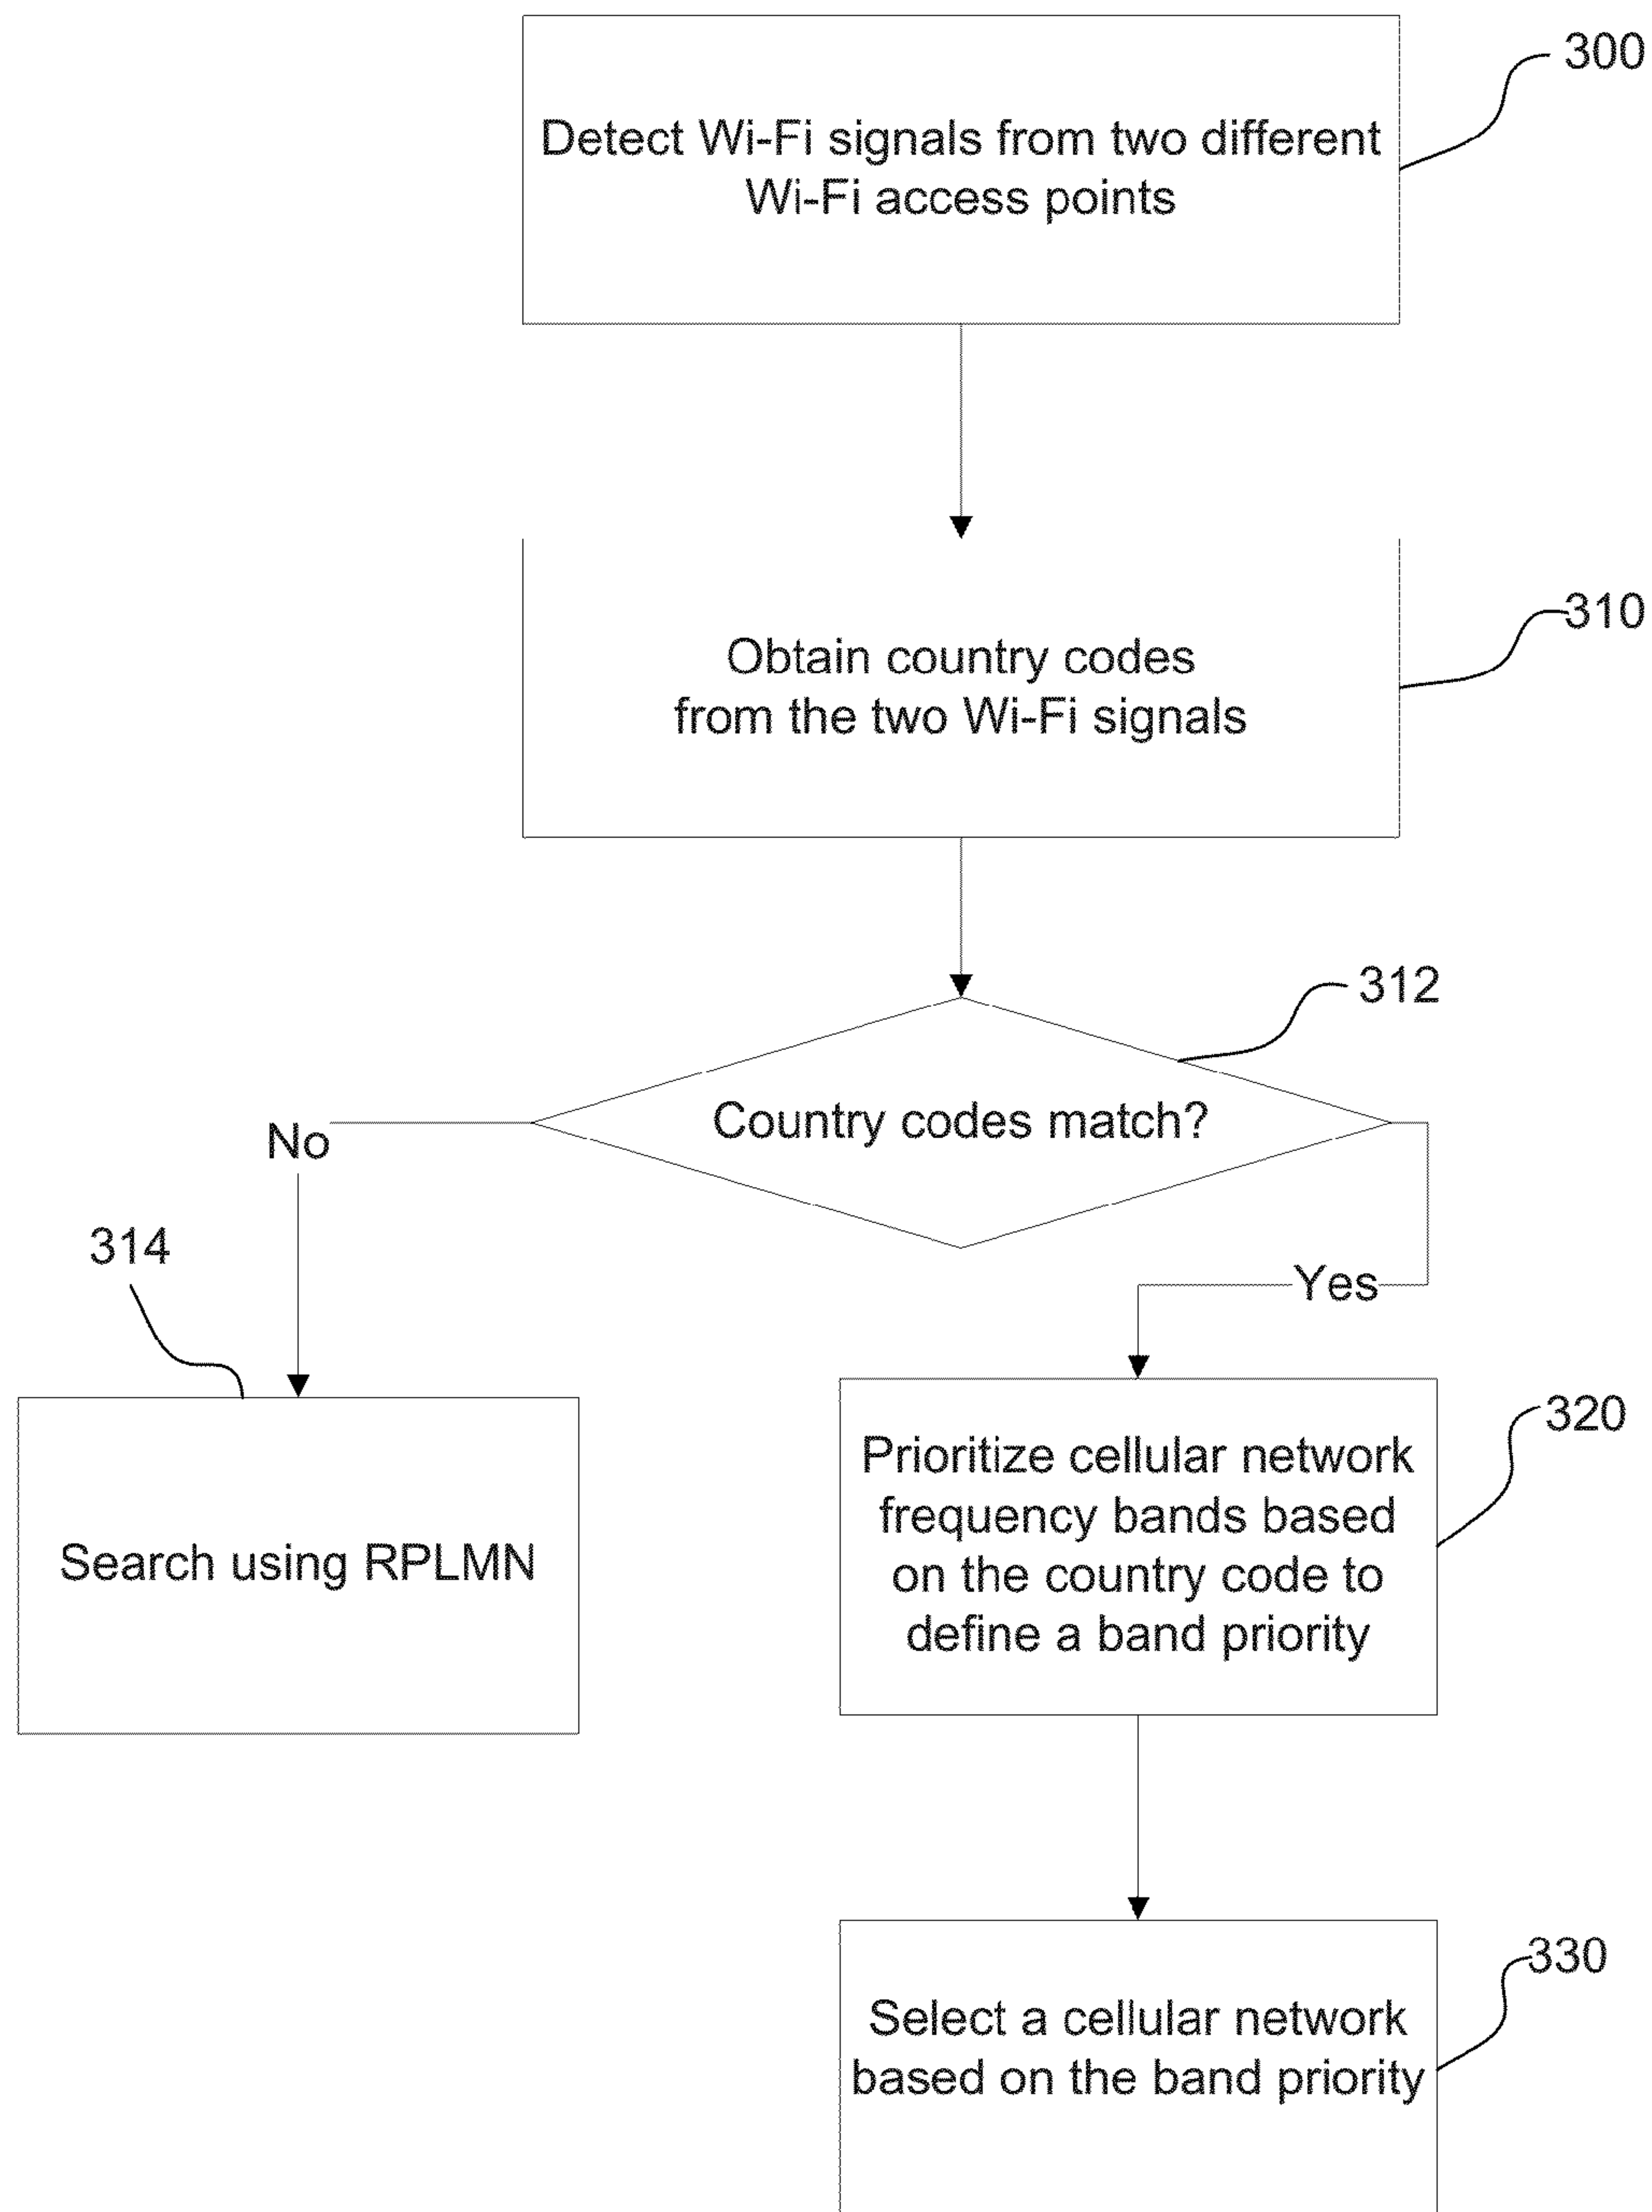 300
Detect Wi-Fi signals from two different
Wi-Fi access points
310
Obtain country codes
from the two Wi-Fi signals
312
Country codes match?
No
Yes
314
Search using RPLMN
320
Prioritize cellular network
frequency bands based
on the country code to
define a band priority
330
Select a cellular network
based on the band priority